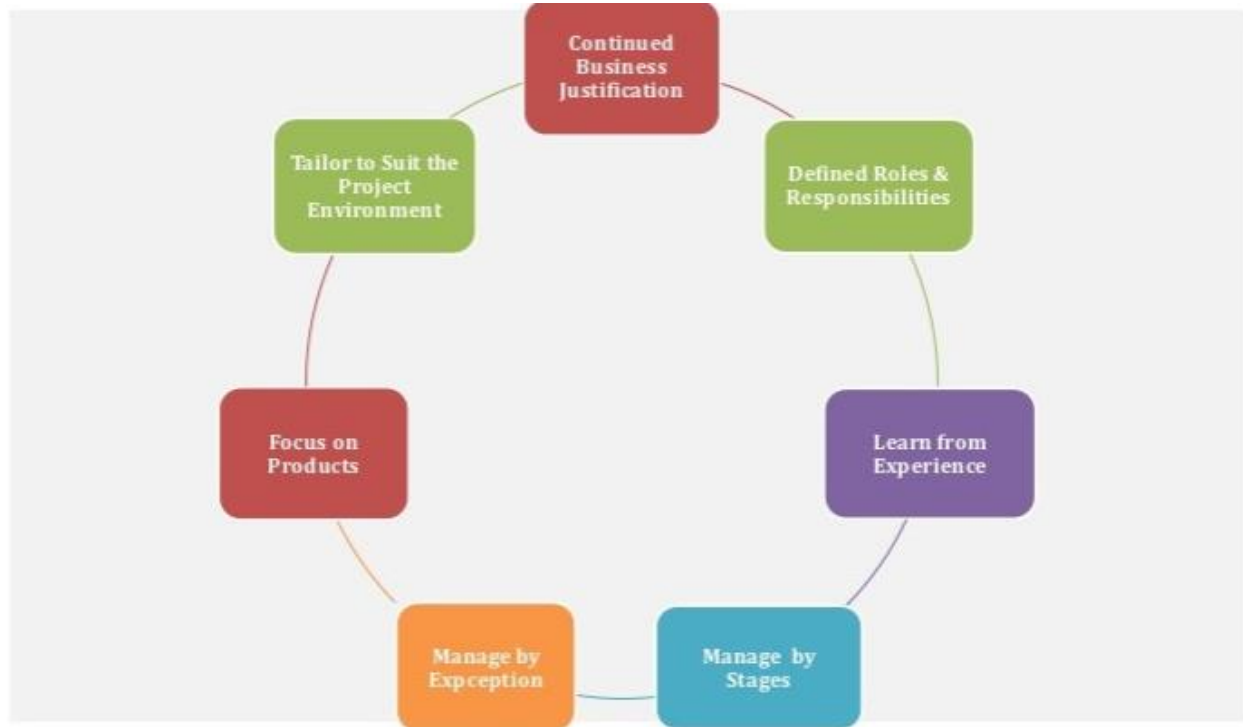 Continued
Business
Justification
Defined Roles &
Responsibilities
Learn from
Experience
Manage by
Stages
Manage by
Expception
Focus on
Products
Tailor to Suit the
Project
Environment